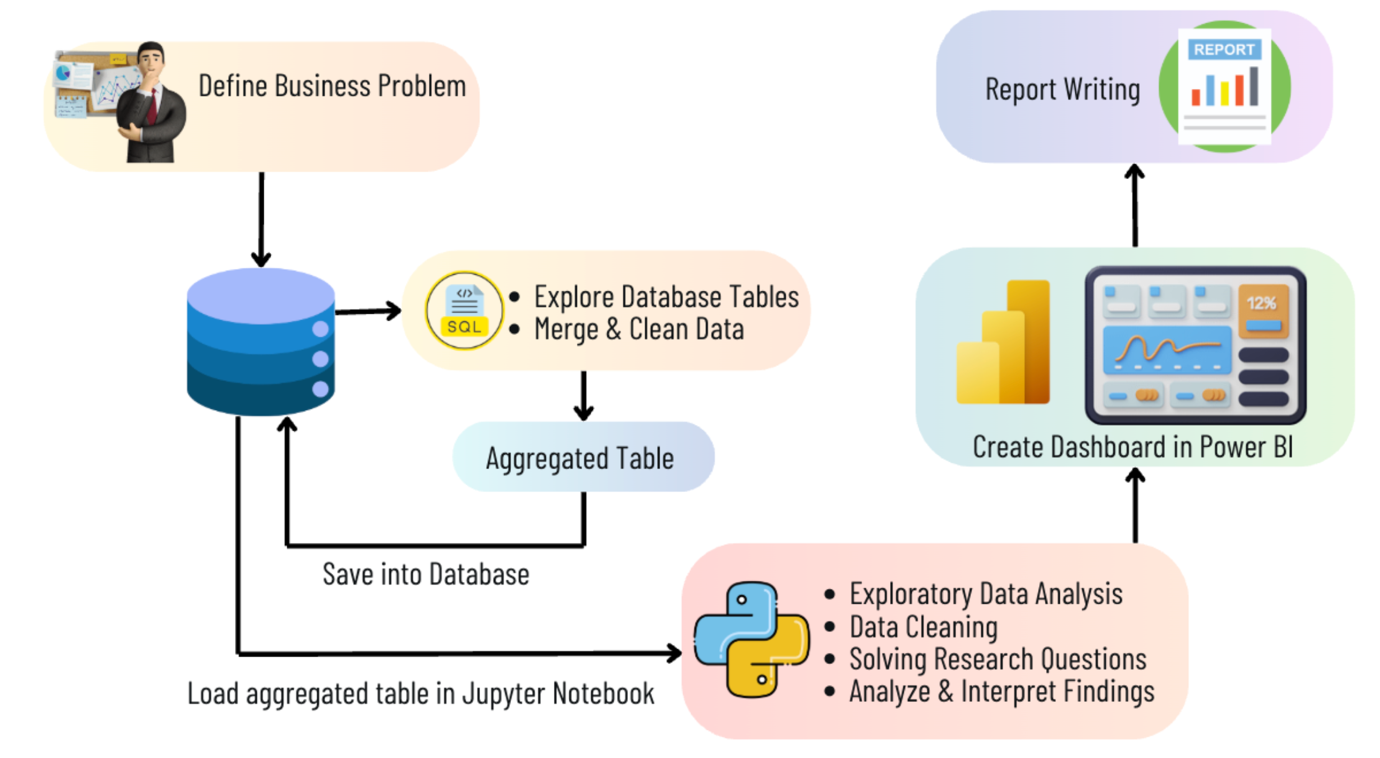 Define Business Problem
</>
SQL
• Explore Database Tables
• Merge & Clean Data
Aggregated Table
Save into Database
Load aggregated table in Jupyter Notebook
• Exploratory Data Analysis
• Data Cleaning
• Solving Research Questions
• Analyze & Interpret Findings
12%
Create Dashboard in Power BI
Report Writing
REPORT